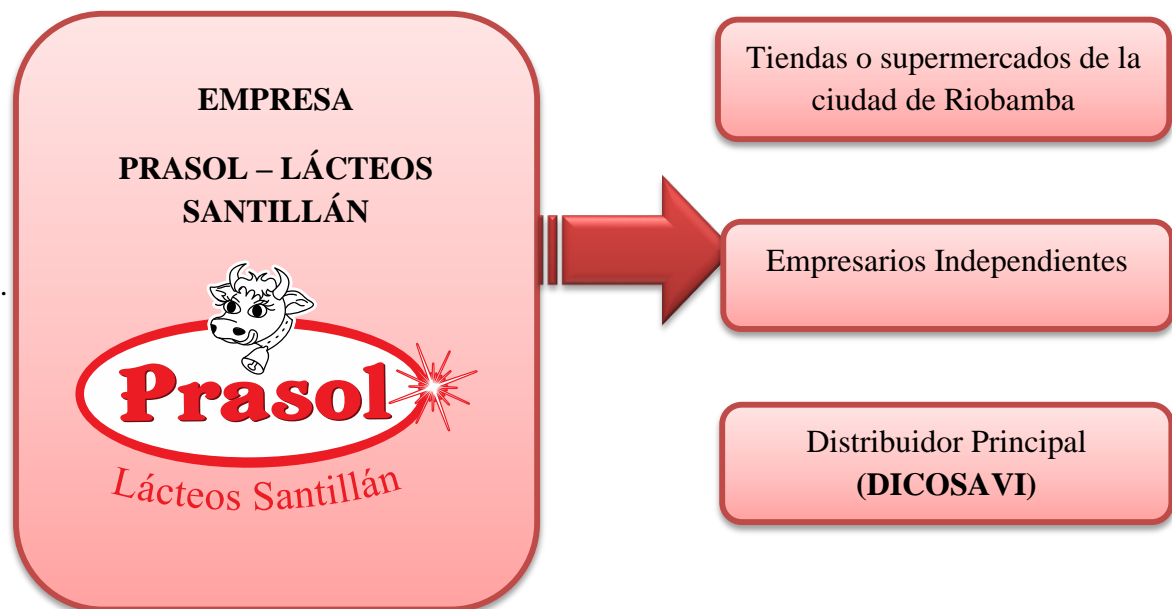 EMPRESA
PRASOL – LÁCTEOS
SANTILLÁN
.
Prasol
Lácteos Santillán
Tiendas o supermercados de la
ciudad de Riobamba
Empresarios Independientes
Distribuidor Principal
(DICOSAVI)